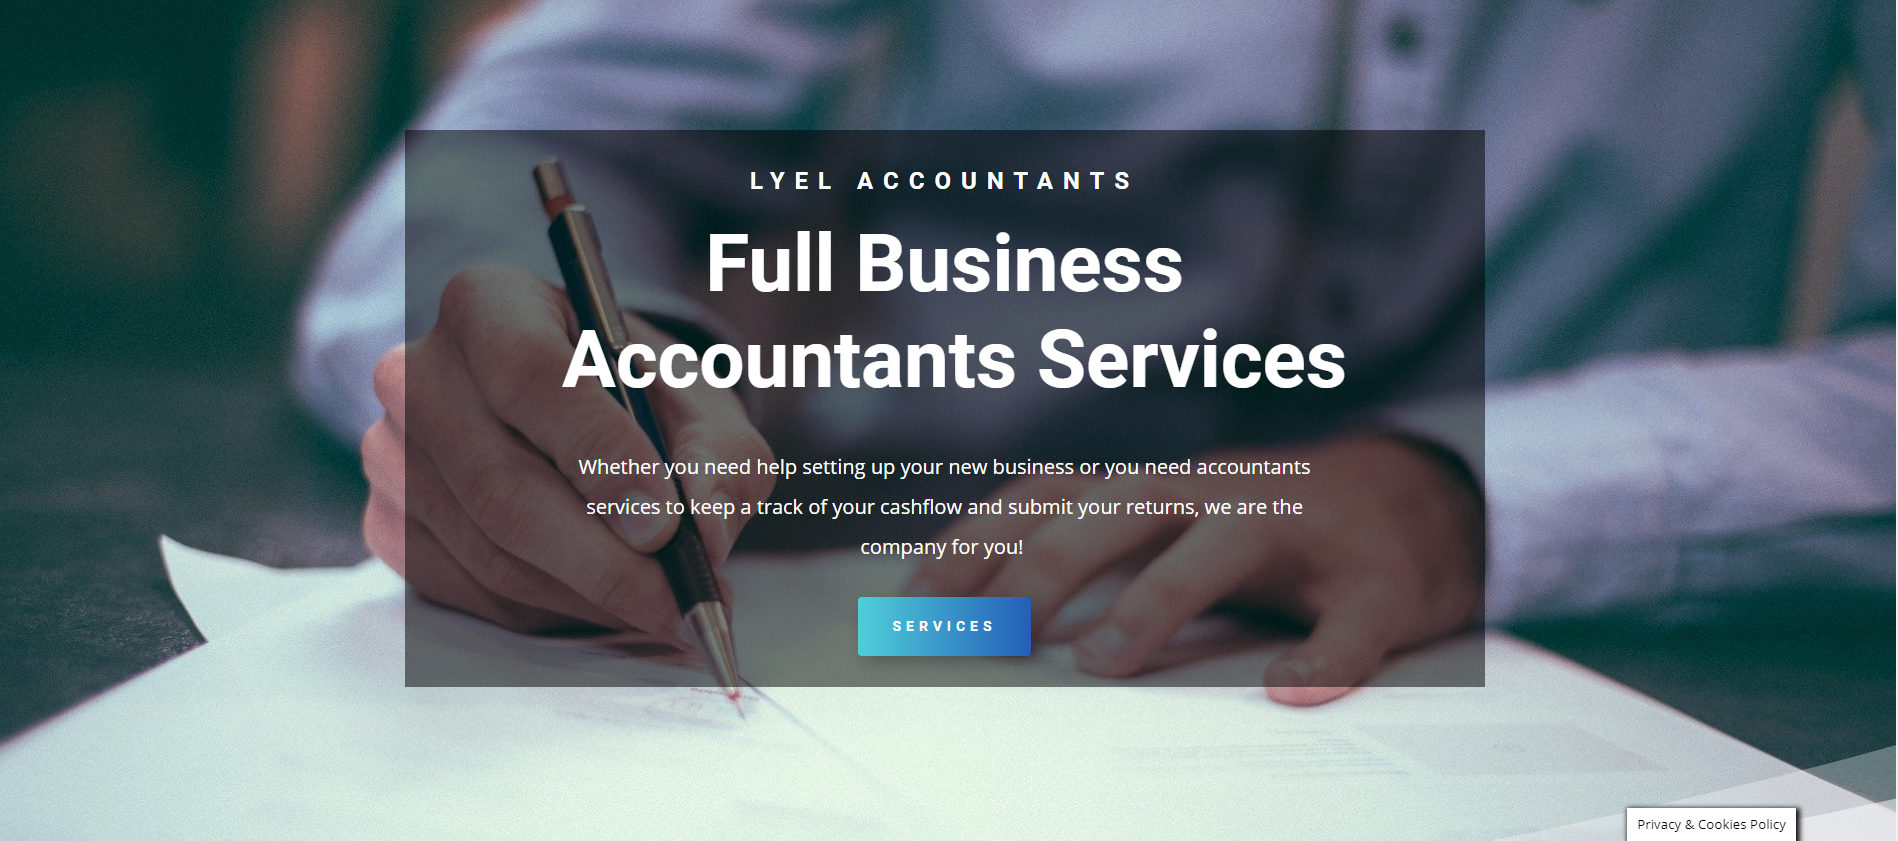 LYEL ACCOUNTANTS
Full Business
Accountants Services
Whether you need help setting up your new business or you need accountants
services to keep a track of your cashflow and submit your returns, we are the
company for you!
SERVICES
Privacy & Cookies Policy